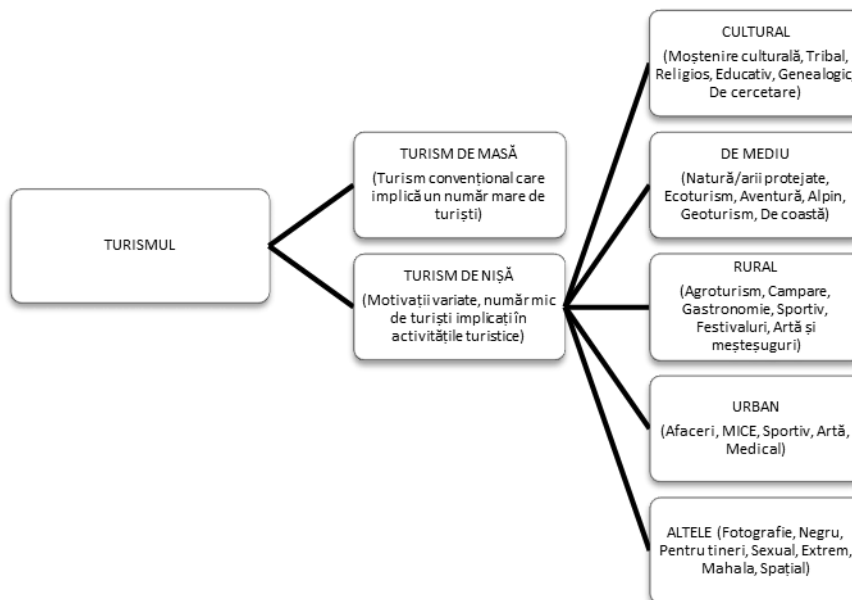 TURISMUL
TURISM DE MASĂ
(Turism convențional care
implică un număr mare de
turiști)
TURISM DE NIȘĂ
(Motivații variate, număr mic
de turiști implicați în
activitățile turistice)
CULTURAL
(Moștenire culturală, Tribal,
Religios, Educativ, Genealogic,
De cercetare)
DE MEDIU
(Natură/arii protejate,
Ecoturism, Aventură, Alpin,
Geoturism, De coastă)
RURAL
(Agroturism, Campare,
Gastronomie, Sportiv,
Festivaluri, Artă și
meșteșuguri)
URBAN
(Afaceri, MICE, Sportiv, Artă,
Medical)
ALTELE (Fotografie, Negru,
Pentru tineri, Sexual, Extrem,
Mahala, Spațial)